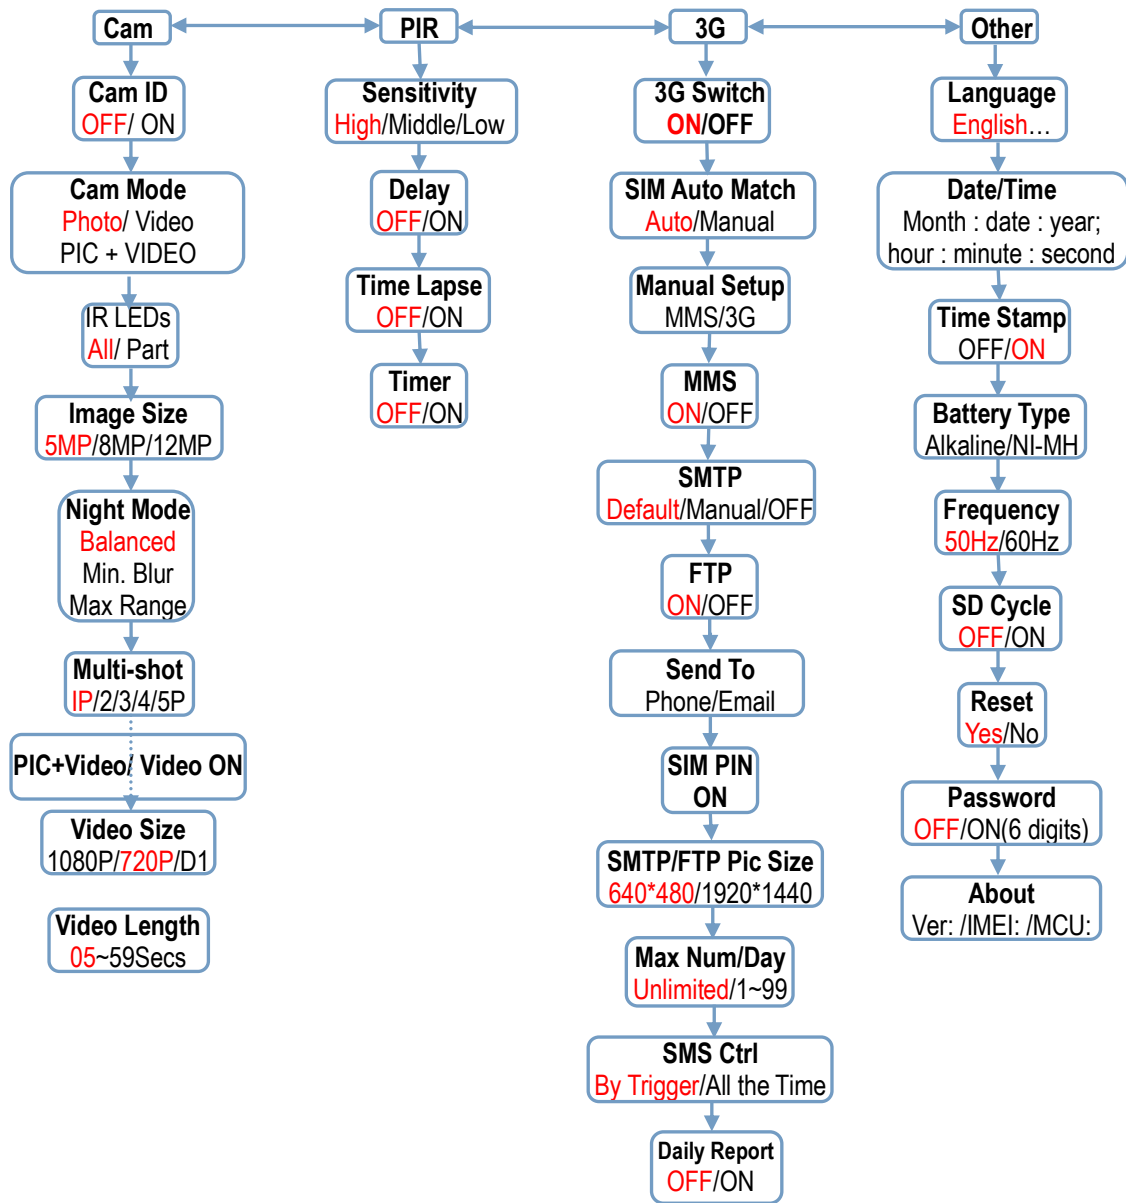 Cam
PIR
3G
Other
Cam ID
OFF/ ON
Cam Mode
Photo/ Video
PIC + VIDEO
IR LEDs
All/ Part
Image Size
5MP/8MP/12MP
Night Mode
Balanced
Min. Blur
Max Range
Multi-shot
IP/2/3/4/5P
PIC+Video/ Video ON
Video Size
1080P/720P/D1
Video Length
05~59Secs
Sensitivity
High/Middle/Low
Delay
OFF/ON
Time Lapse
OFF/ON
Timer
OFF/ON
3G Switch
ON/OFF
SIM Auto Match
Auto/Manual
Manual Setup
MMS/3G
MMS
ON/OFF
SMTP
Default/Manual/OFF
FTP
ON/OFF
Send To
Phone/Email
SIM PIN
ON
SMTP/FTP Pic Size
640*480/1920*1440
Max Num/Day
Unlimited/1~99
SMS Ctrl
By Trigger/All the Time
Daily Report
OFF/ON
Language
English...
Date/Time
Month : date : year;
hour : minute : second
Time Stamp
OFF/ON
Battery Type
Alkaline/NI-MH
Frequency
50Hz/60Hz
SD Cycle
OFF/ON
Reset
Yes/No
Password
OFF/ON(6 digits)
About
Ver: /IMEI: /MCU: